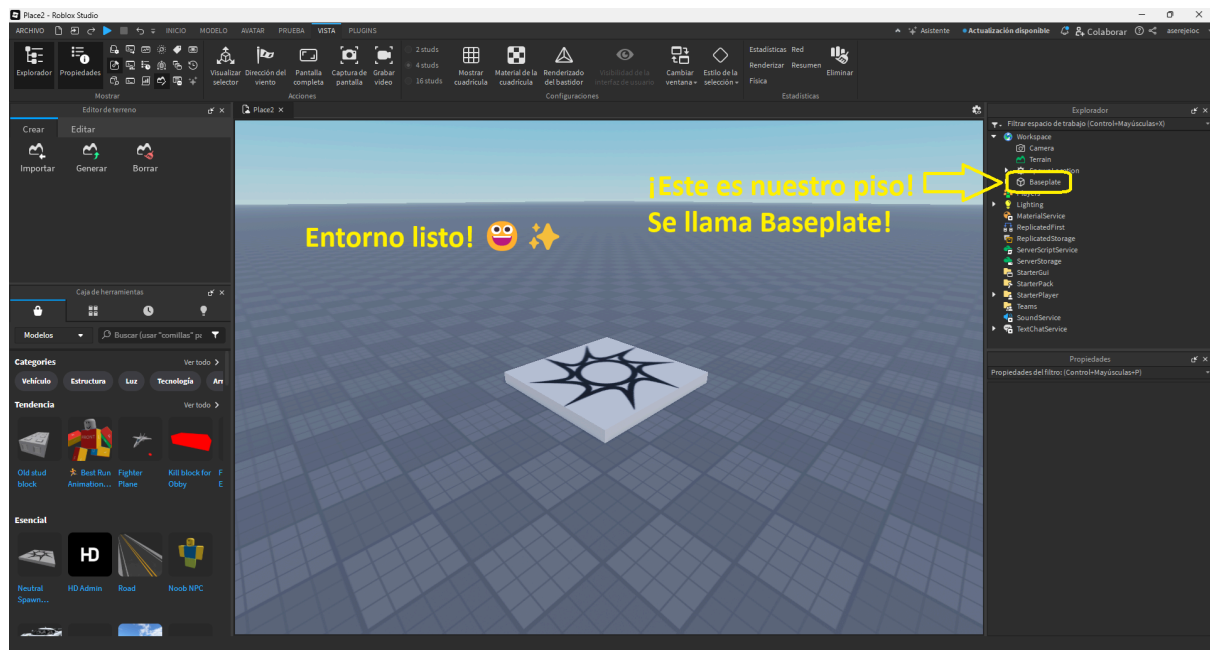 Place2 - Roblox Studio
ARCHIVO INICIO MODELO AVATAR PRUEBA VISTA PLUGINS
Asistente Actualización disponible Colaborar aserejeioc
Explorador Propiedades
Mostrar
Visualizar selector
Dirección del viento
Pantalla completa
Captura de pantalla
Grabar video
Acciones
2 studs
4 studs
16 studs
Mostrar cuadrícula
Material de la cuadrícula
Renderizado del bastidor
Visibilidad de la interfaz de usuario
Cambiar ventana
Estilo de la selección
Configuraciones
Estadísticas Red
Renderizar Resumen
Física
Eliminar
Estadísticas
Editor de terreno
Crear Editar
Importar Generar Borrar
Caja de herramientas
Modelos
Buscar (usar "comillas" pa
Categories Ver todo >
Vehículo Estructura Luz Tecnología
Tendencia Ver todo >
Old stud block
Best Run Animation...
FRONT
Fighter Plane
Kill block for Obby
F
E
Esencial
HD
Neutral Spawn...
HD Admin
Road
Noob NPC
Place2 ×
Entorno listo!
¡Este es nuestro piso!
Se llama Baseplate!
Explorador
Filtrar espacio de trabajo (Control+Mayúsculas+X)
Workspace
Camera
Terrain
Baseplate
Players
Lighting
MaterialService
ReplicatedFirst
ReplicatedStorage
ServerScriptService
ServerStorage
StarterGui
StarterPack
StarterPlayer
Teams
SoundService
TextChatService
Propiedades
Propiedades del filtro: (Control+Mayúsculas+P)